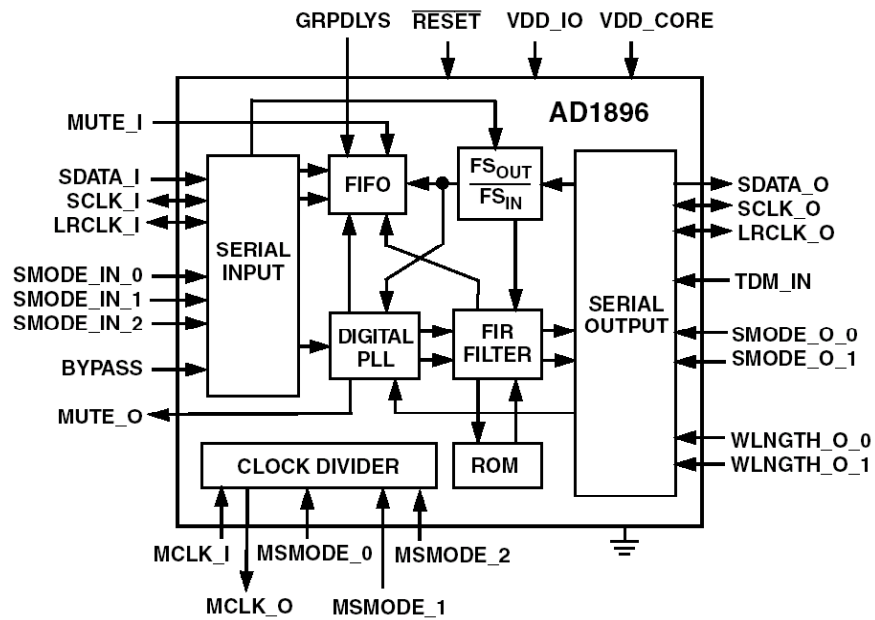 GRPDLYS
RESET
VDD_IO
VDD_CORE
AD1896
MUTE_I
SDATA_I
SCLK_I
LRCLK_I
SMODE_IN_0
SMODE_IN_1
SMODE_IN_2
BYPASS
MUTE_O
SERIAL
INPUT
FIFO
FSOUT
FSIN
DIGITAL
PLL
FIR
FILTER
ROM
SERIAL
OUTPUT
CLOCK DIVIDER
SDATA_O
SCLK_O
LRCLK_O
TDM_IN
SMODE_O_0
SMODE_O_1
WLNGTH_O_0
WLNGTH_O_1
MCLK_I
MSMODE_0
MSMODE_2
MCLK_O
MSMODE_1